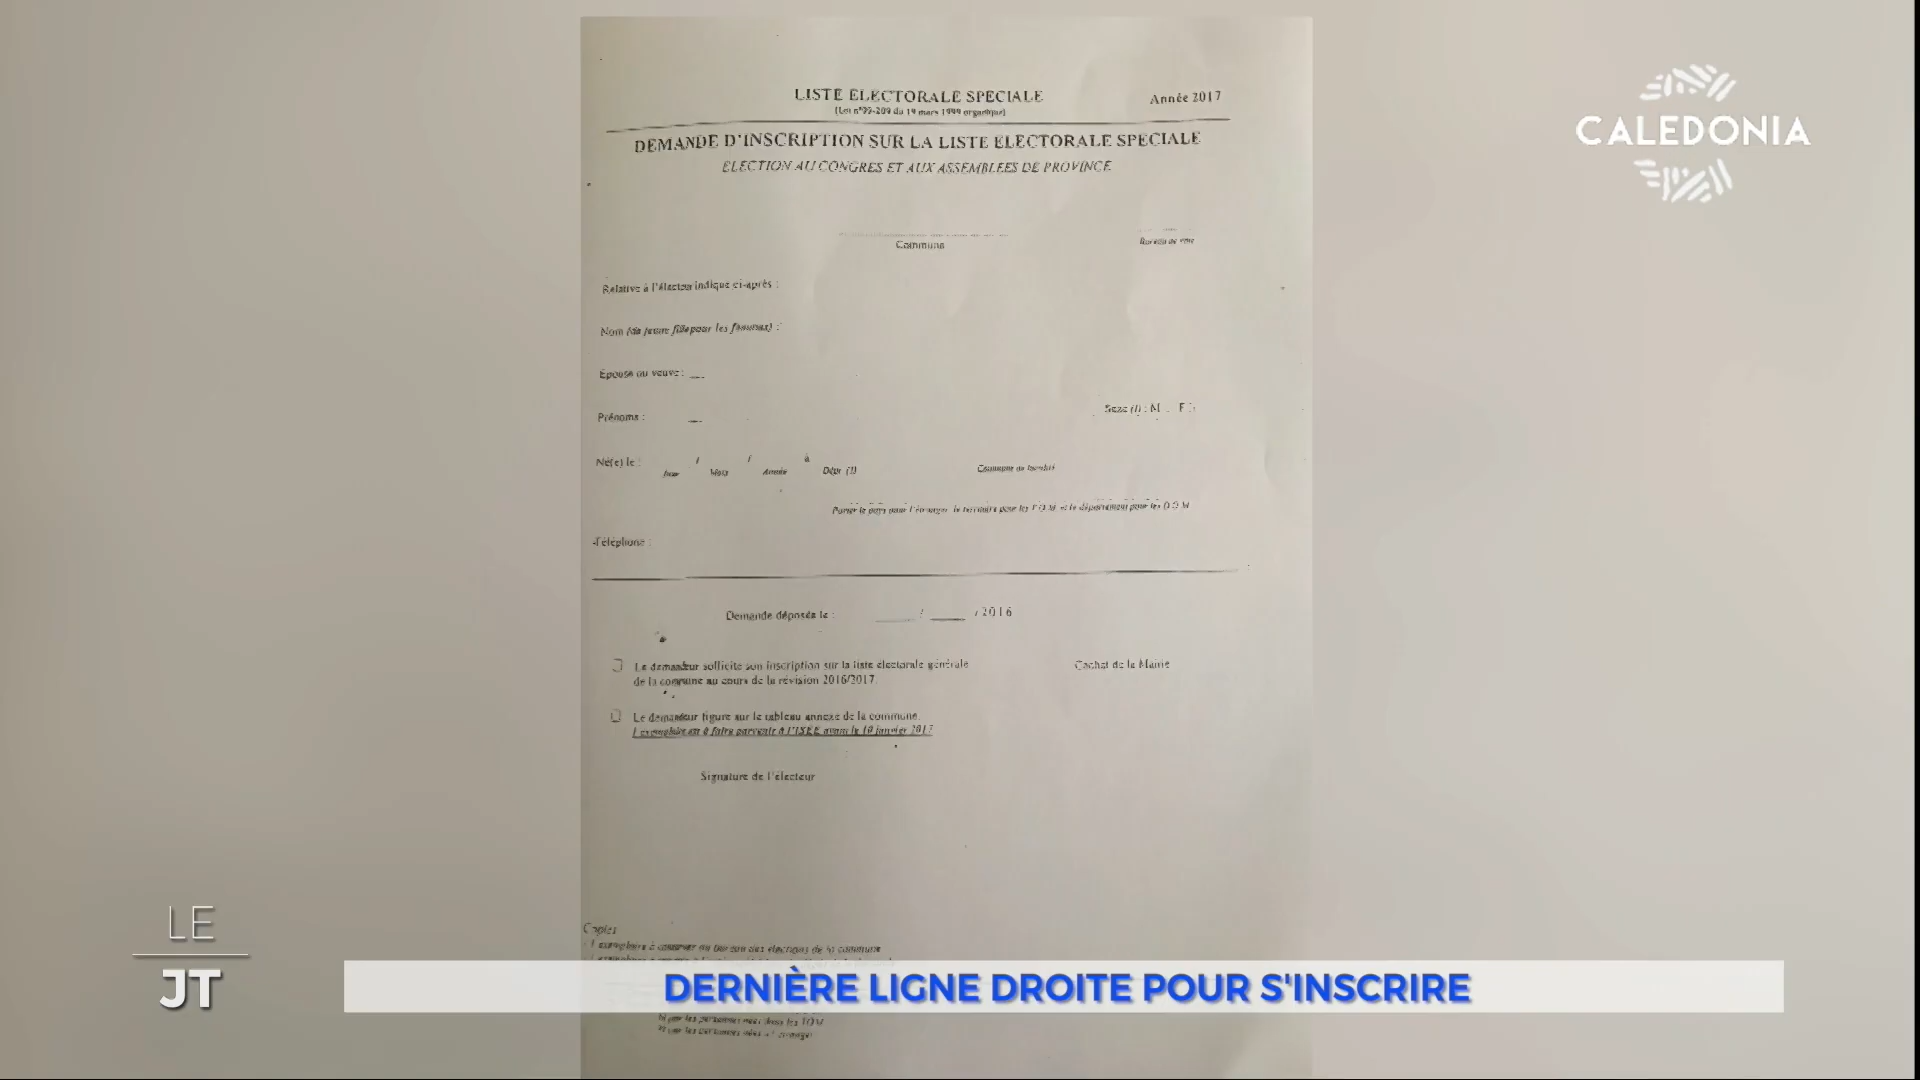 LISTE ELECTORALE SPECIALE
Année 2017
(Loi n°99-209 du 19 mars 1999 organique)
DEMANDE D'INSCRIPTION SUR LA LISTE ELECTORALE SPECIALE
ELECTION AU CONGRES ET AUX ASSEMBLEES DE PROVINCE
CALEDONIA
Commune
Bureau de vote
Relative à l'électeur indiqué ci-après :
Nom (de jeune fille pour les femmes) :
Epouse ou veuve :
Prénoms :
Sexe (1) : M F
Né(e) le : / / à
Jour Mois Année Dépt (1)
Porter le pays pour l'étranger, le territoire pour les T O M et le département pour les D O M
Téléphone :
Demande déposée le : / / 2016
Le demandeur sollicite son inscription sur la liste électorale générale
de la commune au cours de la révision 2016/2017.
Cachet de la Mairie
Le demandeur figure sur le tableau annexe de la commune.
1 exemplaire est à faire parvenir à l'ISEE avant le 10 janvier 2017
Signature de l'électeur
Copies
1 exemplaire à conserver au bureau des élections de la commune
LE
JT
DERNIÈRE LIGNE DROITE POUR S'INSCRIRE